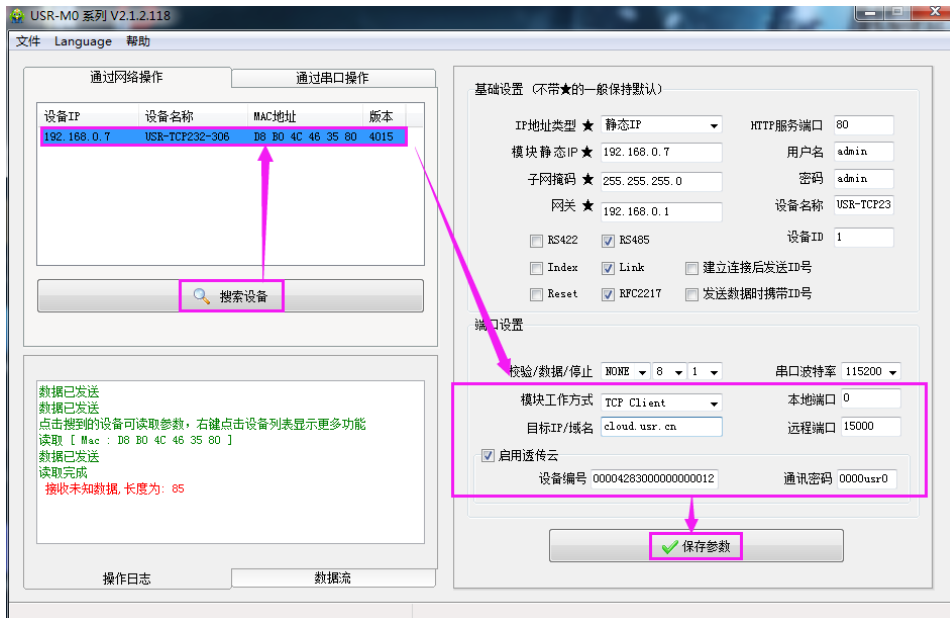 USR-M0 系列 V2.1.2.118
文件 Language 帮助
通过网络操作 通过串口操作
设备IP 设备名称 MAC地址 版本
192.168.0.7 USR-TCP232-306 D8 B0 4C 46 35 80 4015
搜索设备
数据已发送
数据已发送
点击搜到的设备可读取参数，右键点击设备列表显示更多功能
读取 [ Mac : D8 B0 4C 46 35 80 ]
数据已发送
读取完成
接收未知数据,长度为: 85
操作日志 数据流
基础设置 (不带★的一般保持默认)
IP地址类型 ★ 静态IP HTTP服务端口 80
模块静态IP★ 192.168.0.7 用户名 admin
子网掩码 ★ 255.255.255.0 密码 admin
网关 ★ 192.168.0.1 设备名称 USR-TCP23
RS422 RS485 设备ID 1
Index Link 建立连接后发送ID号
Reset RFC2217 发送数据时携带ID号
端口设置
校验/数据/停止 NONE 8 1 串口波特率 115200
模块工作方式 TCP Client 本地端口 0
目标IP/域名 cloud.usr.cn 远程端口 15000
启用透传云
设备编号 00004283000000000012 通讯密码 0000usr0
保存参数